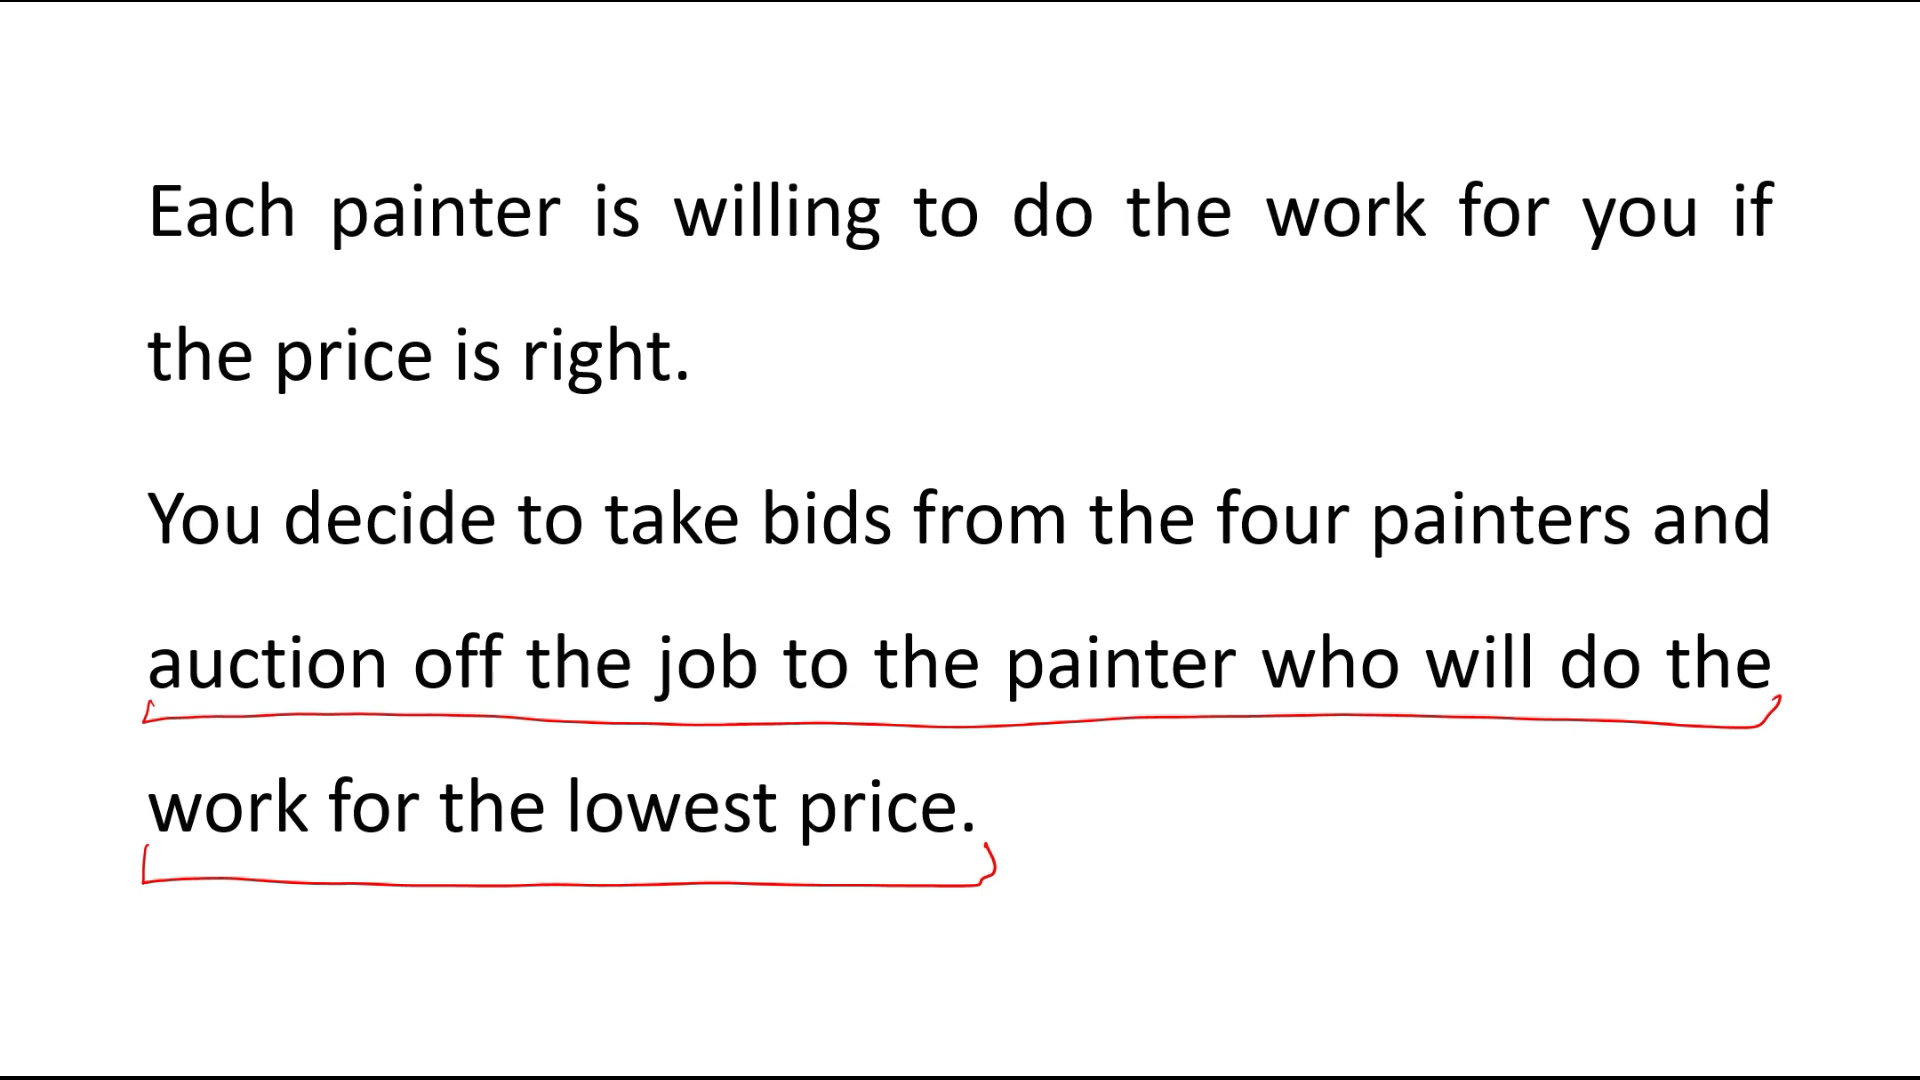 Each painter is willing to do the work for you if
the price is right.
You decide to take bids from the four painters and
auction off the job to the painter who will do the
work for the lowest price.